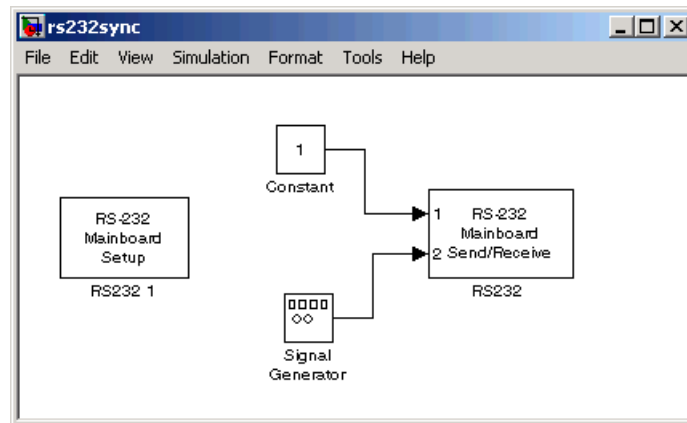 rs232sync
File Edit View Simulation Format Tools Help
1
Constant
RS-232
Mainboard
Setup
RS232 1
1 RS-232
Mainboard
2 Send/Receive
RS232
Signal
Generator